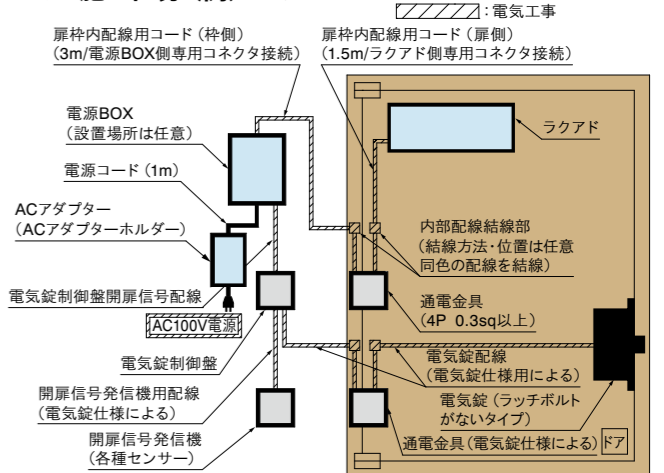 ：電気工事
扉枠内配線用コード（枠側）
（3m/電源BOX側専用コネクタ接続）
扉枠内配線用コード（扉側）
（1.5m/ラクアド側専用コネクタ接続）
電源BOX
（設置場所は任意）
ラクアド
電源コード（1m）
ACアダプター
（ACアダプターホルダー）
内部配線結線部
（結線方法・位置は任意
同色の配線を結線）
電気錠制御盤開扉信号配線
AC100V電源
通電金具
（4P 0.3sq以上）
電気錠制御盤
電気錠配線
（電気錠仕様用による）
開扉信号発信機用配線
（電気錠仕様による）
電気錠（ラッチボルト
がないタイプ）
開扉信号発信機
（各種センサー）
通電金具（電気錠仕様による）
ドア